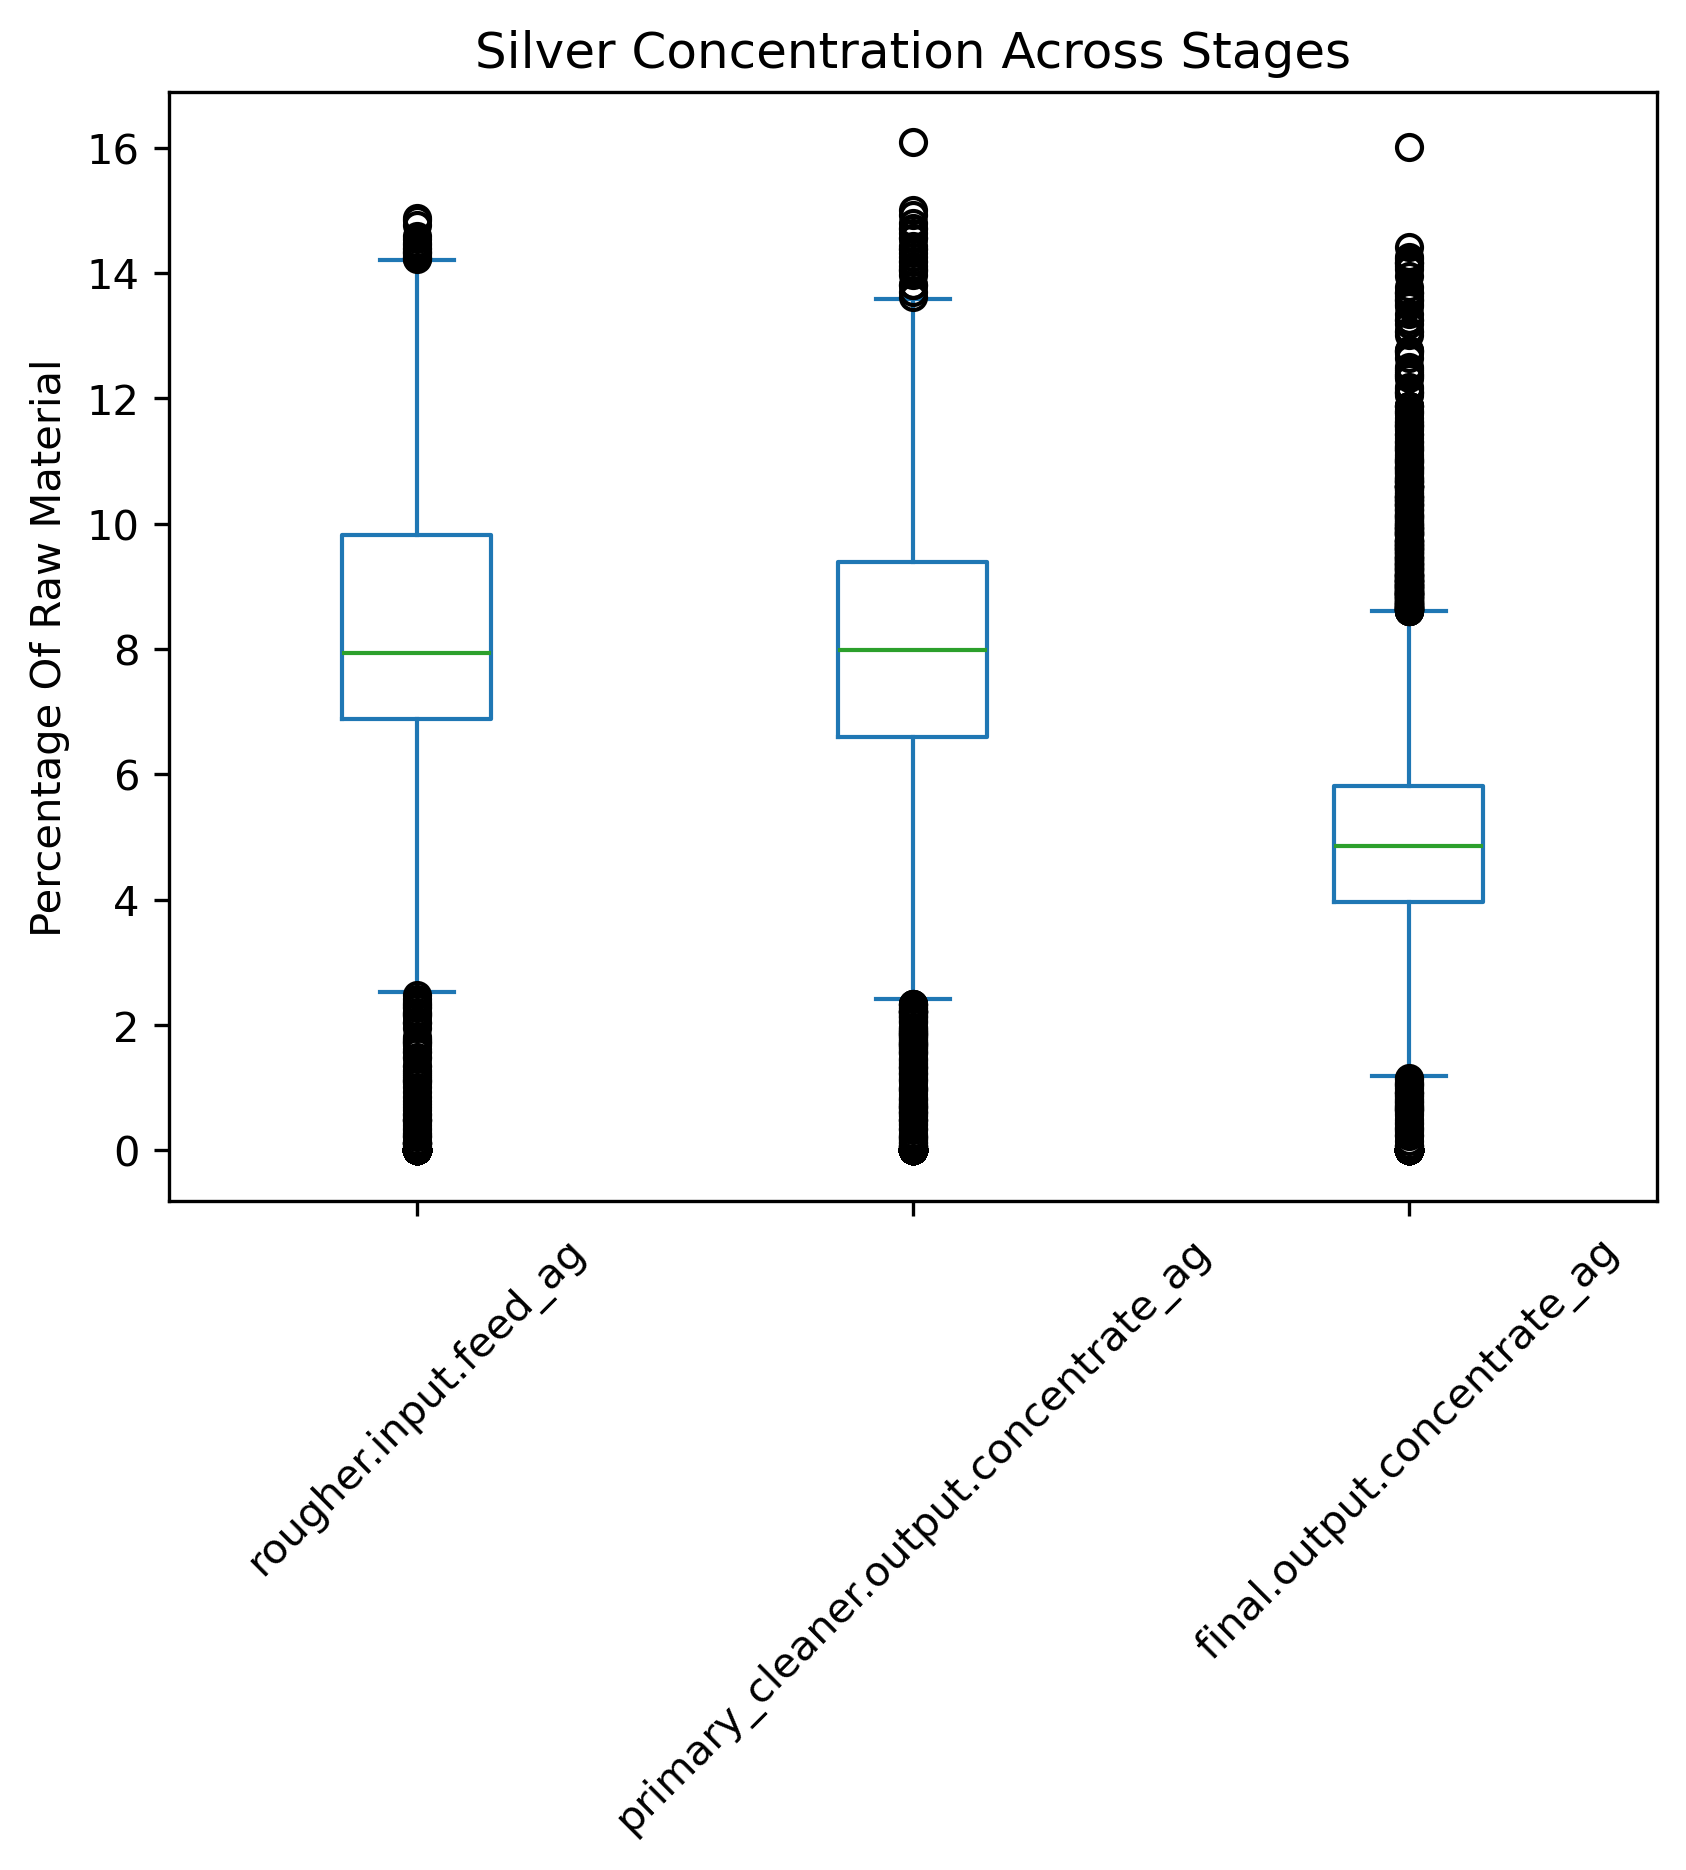 Silver Concentration Across Stages
Percentage Of Raw Material
16
14
12
10
8
6
4
2
0
rougher.input.feed_ag
primary_cleaner.output.concentrate_ag
final.output.concentrate_ag